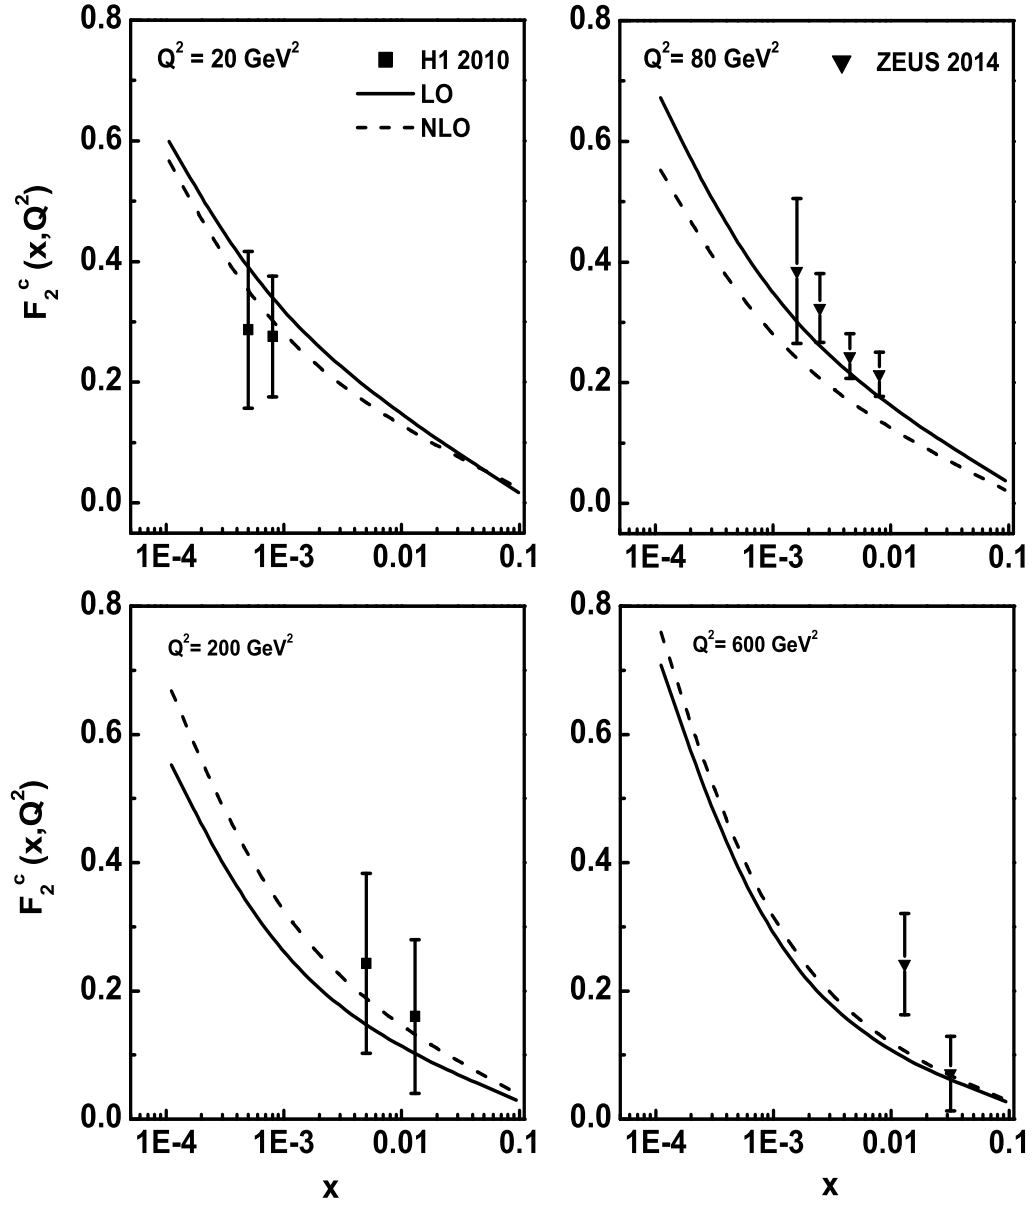 0.8
0.6
0.4
0.2
0.0
F₂ᶜ (x,Q²)
Q² = 20 GeV²
H1 2010
LO
NLO
1E-4 1E-3 0.01 0.1
0.8
0.6
0.4
0.2
0.0
Q²= 80 GeV²
ZEUS 2014
1E-4 1E-3 0.01 0.1
0.8
0.6
0.4
0.2
0.0
F₂ᶜ (x,Q²)
Q²= 200 GeV²
1E-4 1E-3 0.01 0.1
x
0.8
0.6
0.4
0.2
0.0
Q²= 600 GeV²
1E-4 1E-3 0.01 0.1
x